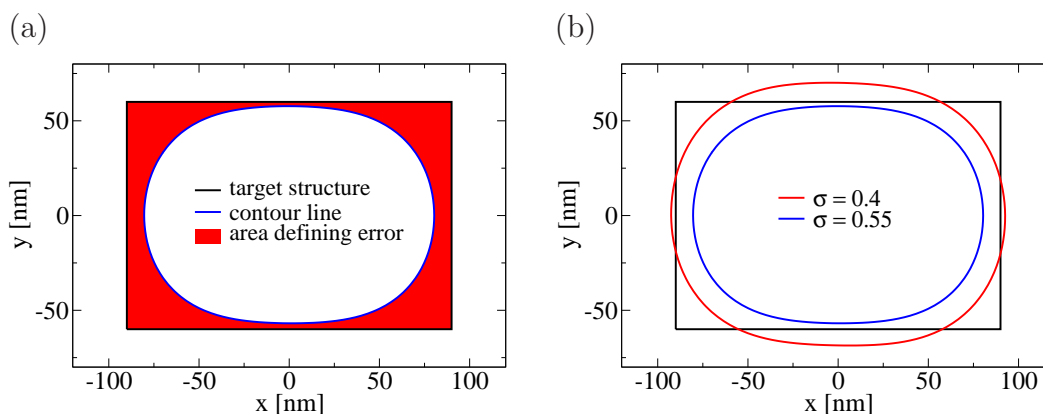 (a)
50
0
-50
y [nm]
-100 -50 0 50 100
x [nm]
target structure
contour line
area defining error
(b)
50
0
-50
y [nm]
-100 -50 0 50 100
x [nm]
σ = 0.4
σ = 0.55